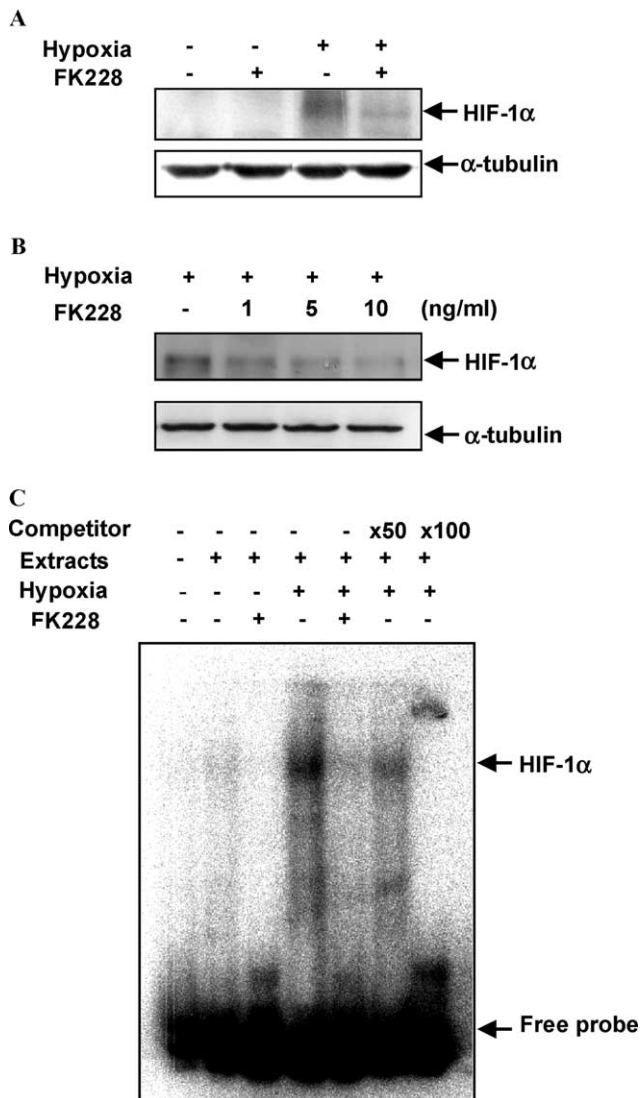 A
Hypoxia - - + +
FK228 - + - +
HIF-1α
α-tubulin
B
Hypoxia + + + +
FK228 - 1 5 10 (ng/ml)
HIF-1α
α-tubulin
C
Competitor - - - - - x50 x100
Extracts - + + + + + +
Hypoxia - - - + + + +
FK228 - - + - + - -
HIF-1α
Free probe